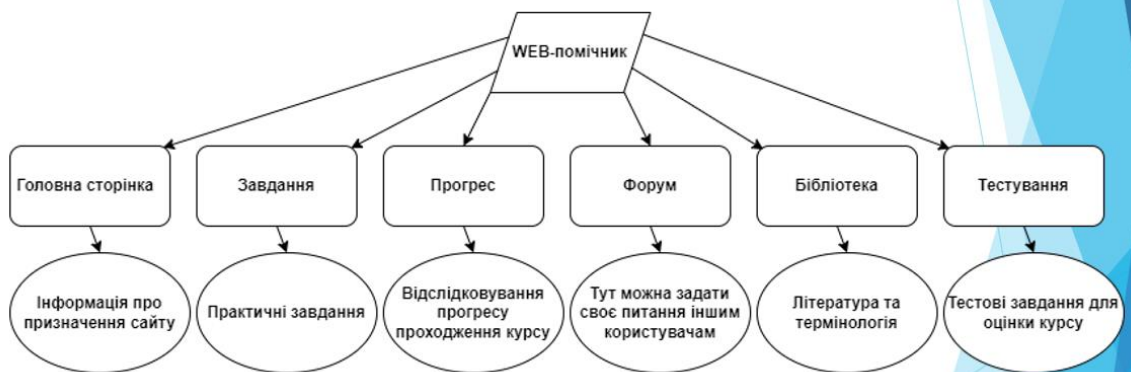 WEB-помічник
Головна сторінка
Завдання
Прогрес
Форум
Бібліотека
Тестування
Інформація про
призначення сайту
Практичні завдання
Відслідковування
прогресу
проходження курсу
Тут можна задати
своє питання іншим
користувачам
Література та
термінологія
Тестові завдання для
оцінки курсу